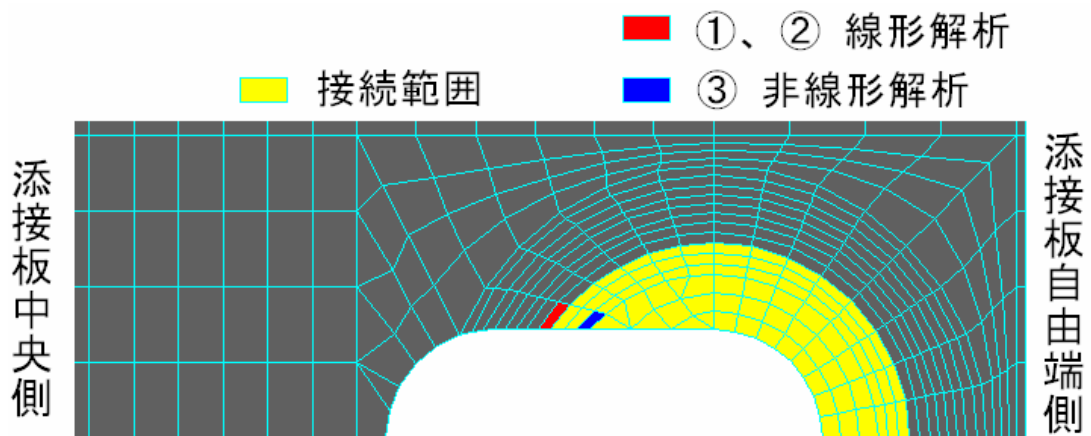 ①、② 線形解析
接続範囲
③ 非線形解析
添接板中央側
添接板自由端側